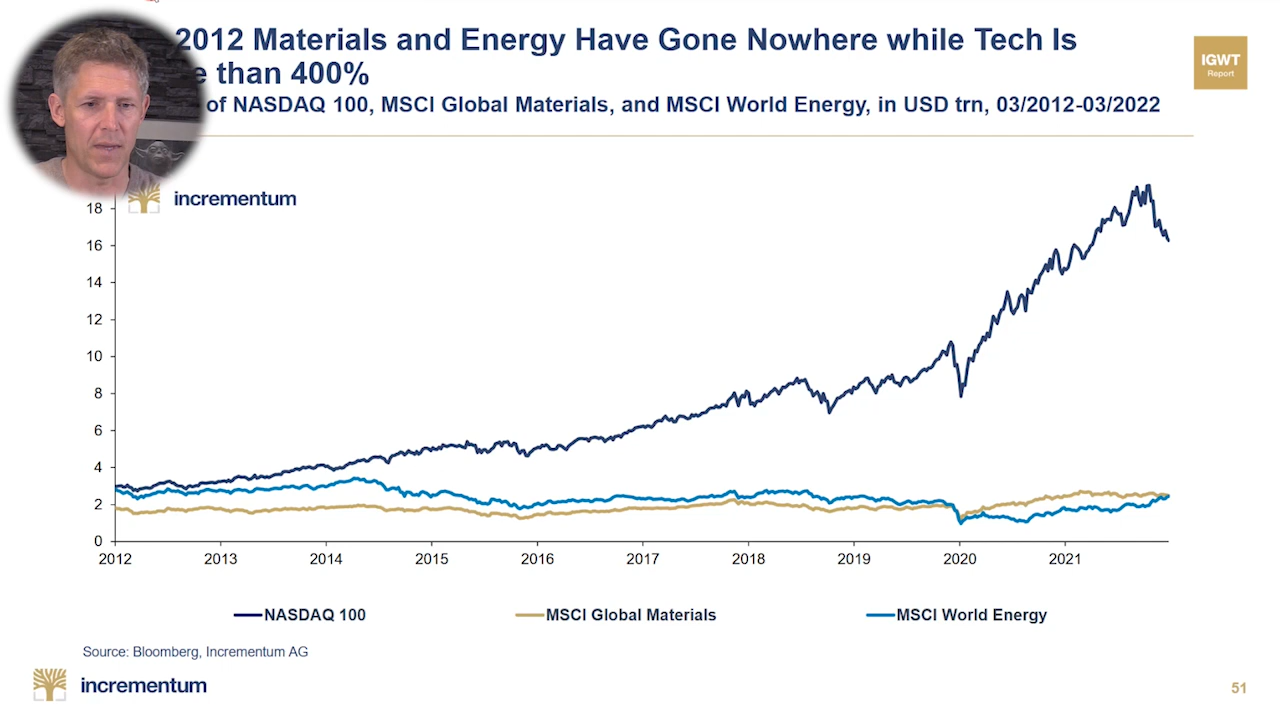 2012 Materials and Energy Have Gone Nowhere while Tech Is
than 400%
of NASDAQ 100, MSCI Global Materials, and MSCI World Energy, in USD trn, 03/2012-03/2022
IGWT
Report
incrementum
18
16
14
12
10
8
6
4
2
0
2012 2013 2014 2015 2016 2017 2018 2019 2020 2021
NASDAQ 100 MSCI Global Materials MSCI World Energy
Source: Bloomberg, Incrementum AG
incrementum
51